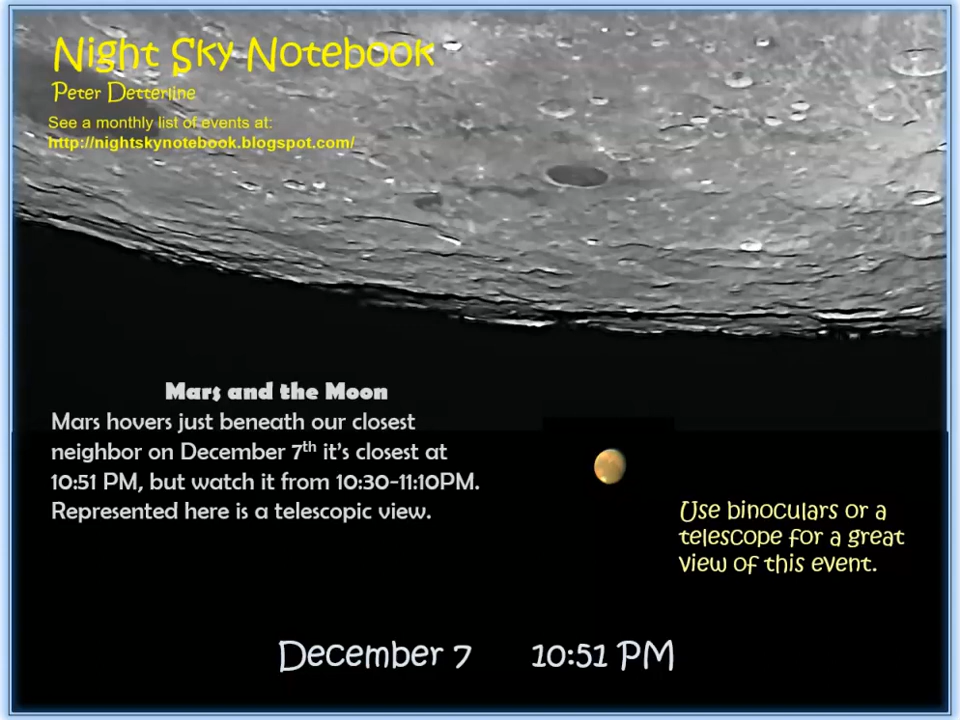 Night Sky Notebook
Peter Detterline
See a monthly list of events at:
http://nightskynotebook.blogspot.com/
Mars and the Moon
Mars hovers just beneath our closest
neighbor on December 7th it's closest at
10:51 PM, but watch it from 10:30-11:10PM.
Represented here is a telescopic view.
Use binoculars or a
telescope for a great
view of this event.
December 7 10:51 PM